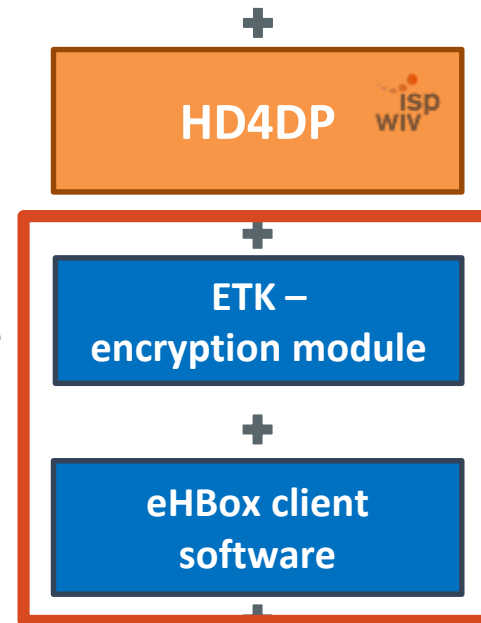 +
HD4DP
isp
WIV
+
ETK –
encryption module
+
eHBox client
software
+